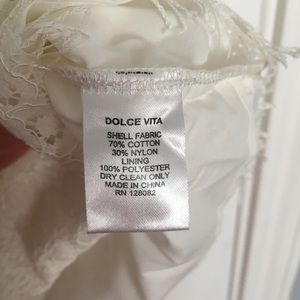 DOLCE VITA
SHELL FABRIC
70% COTTON
30% NYLON
LINING
100% POLYESTER
DRY CLEAN ONLY
MADE IN CHINA
RN 128082